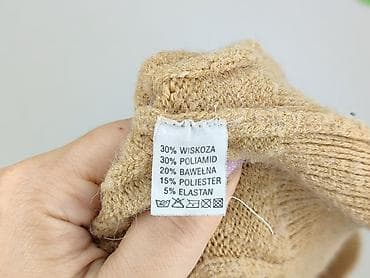 30% WISKOZA
30% POLIAMID
20% BAWEŁNA
15% POLIESTER
5% ELASTAN